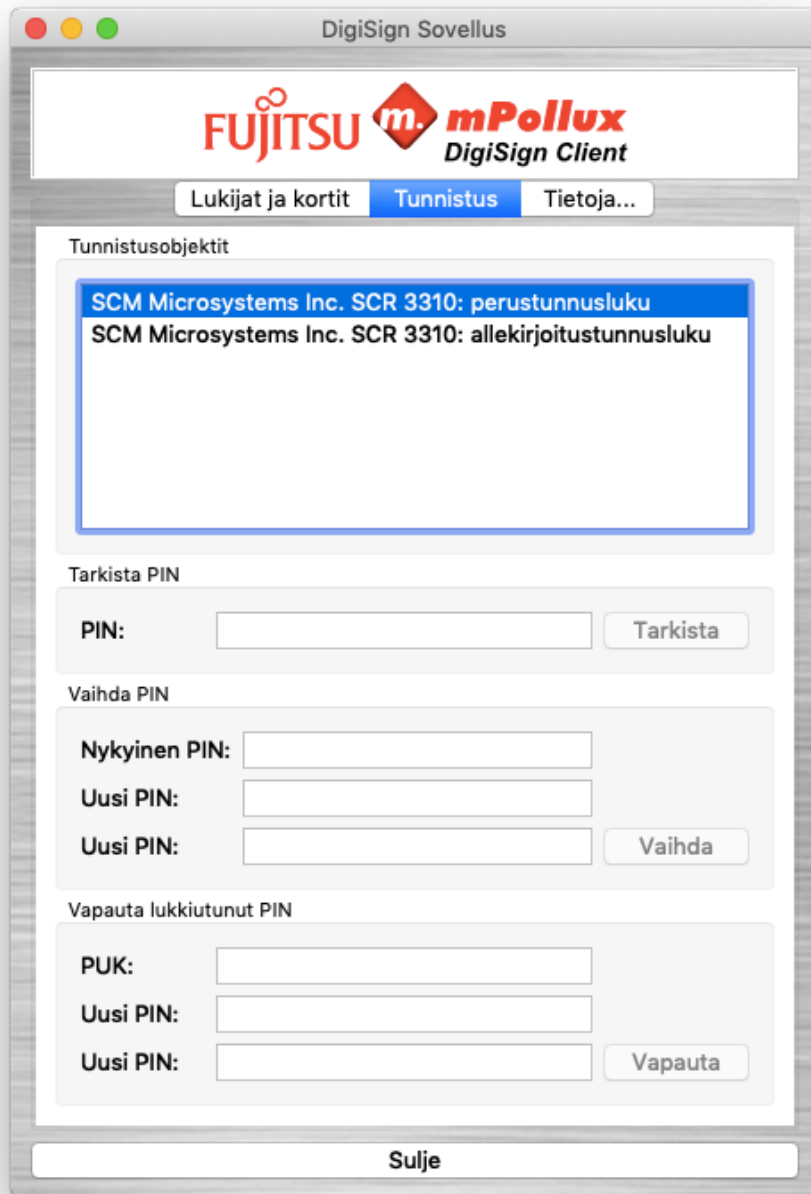 DigiSign Sovellus
FUJITSU m. mPollux
DigiSign Client
Lukijat ja kortit Tunnistus Tietoja...
Tunnistusobjektit
SCM Microsystems Inc. SCR 3310: perustunnusluku
SCM Microsystems Inc. SCR 3310: allekirjoitustunnusluku
Tarkista PIN
PIN: Tarkista
Vaihda PIN
Nykyinen PIN:
Uusi PIN:
Uusi PIN: Vaihda
Vapauta lukkiutunut PIN
PUK:
Uusi PIN:
Uusi PIN: Vapauta
Sulje